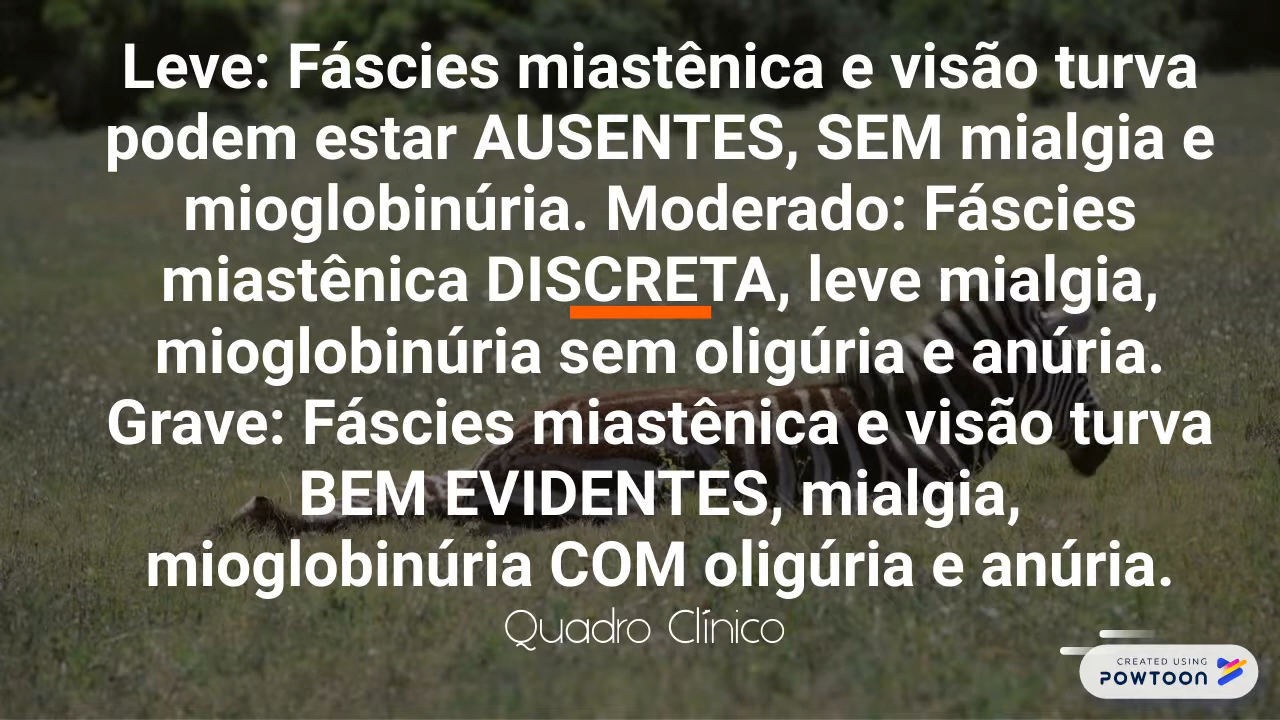 Leve: Fáscies miastênica e visão turva
podem estar AUSENTES, SEM mialgia e
mioglobinúria. Moderado: Fáscies
miastênica DISCRETA, leve mialgia,
mioglobinúria sem oligúria e anúria.
Grave: Fáscies miastênica e visão turva
BEM EVIDENTES, mialgia,
mioglobinúria COM oligúria e anúria.
Quadro Clínico
CREATED USING
POWTOON